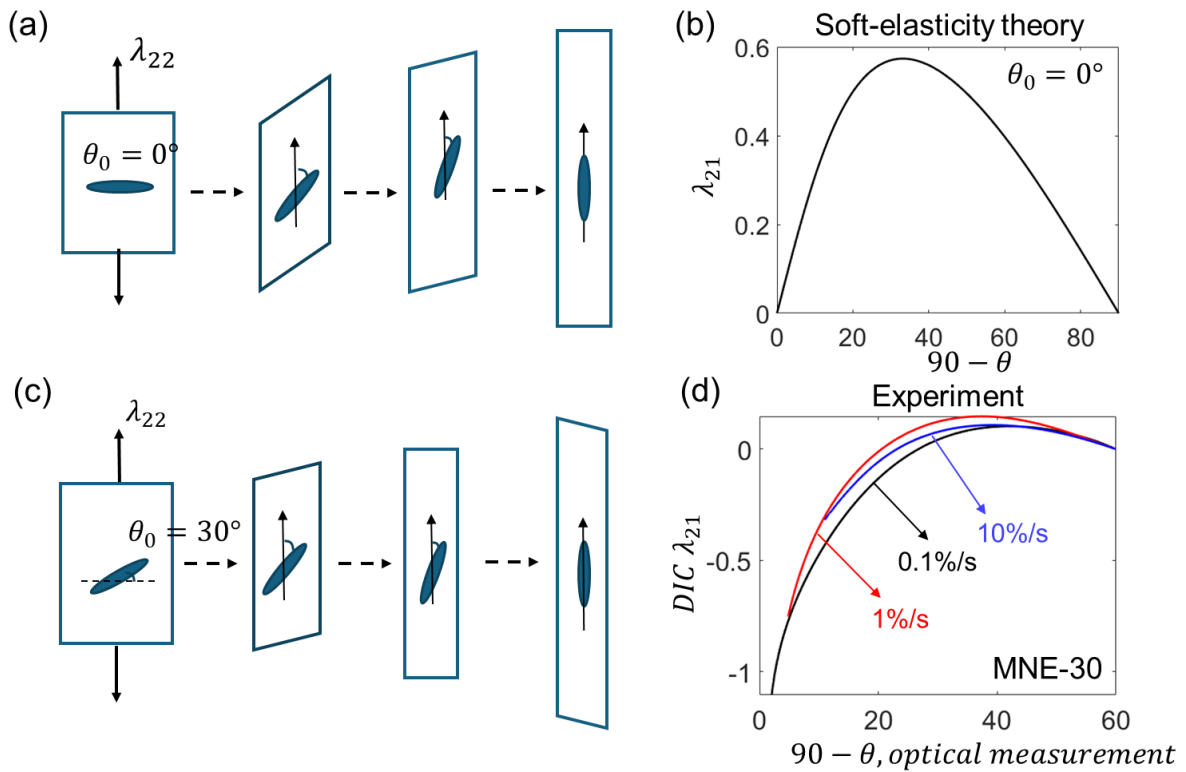 (a)
λ22
θ0 = 0°
(b)
Soft-elasticity theory
θ0 = 0°
λ21
0.6
0.4
0.2
0
0
20
40
60
80
90 − θ
(c)
λ22
θ0 = 30°
(d)
Experiment
DIC λ21
0
-0.5
-1
10%/s
0.1%/s
1%/s
MNE-30
0
20
40
60
90 − θ, optical measurement